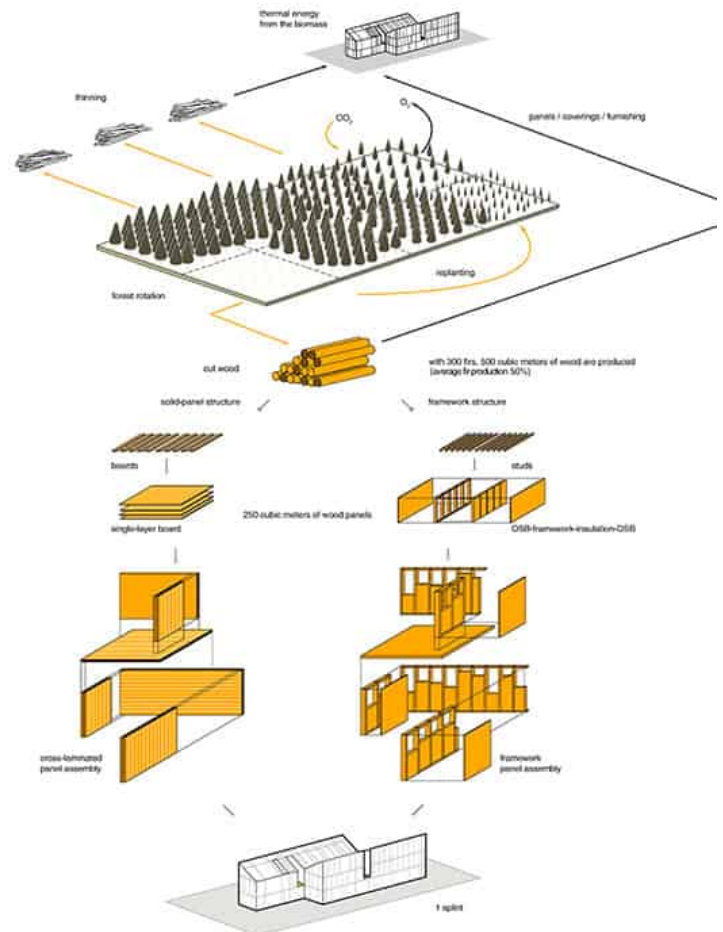 thermal energy
from the biomass
thinning
CO₂
O₂
panels / coverings / furnishing
replanting
forest rotation
cut wood
with 300 firs, 500 cubic meters of wood are produced
(average fir production 50%)
solid-panel structure
framework structure
boards
studs
single-layer board
250 cubic meters of wood panels
OSB-framework-insulation-OSB
cross-laminated
panel assembly
framework
panel assembly
1 splint